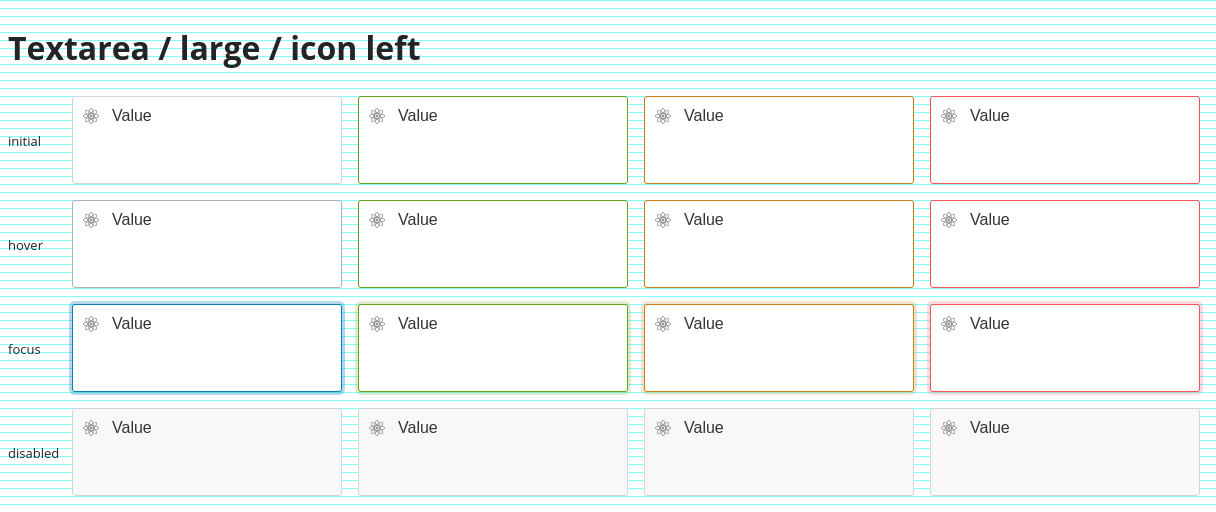 Textarea / large / icon left
initial Value Value Value Value
hover Value Value Value Value
focus Value Value Value Value
disabled Value Value Value Value